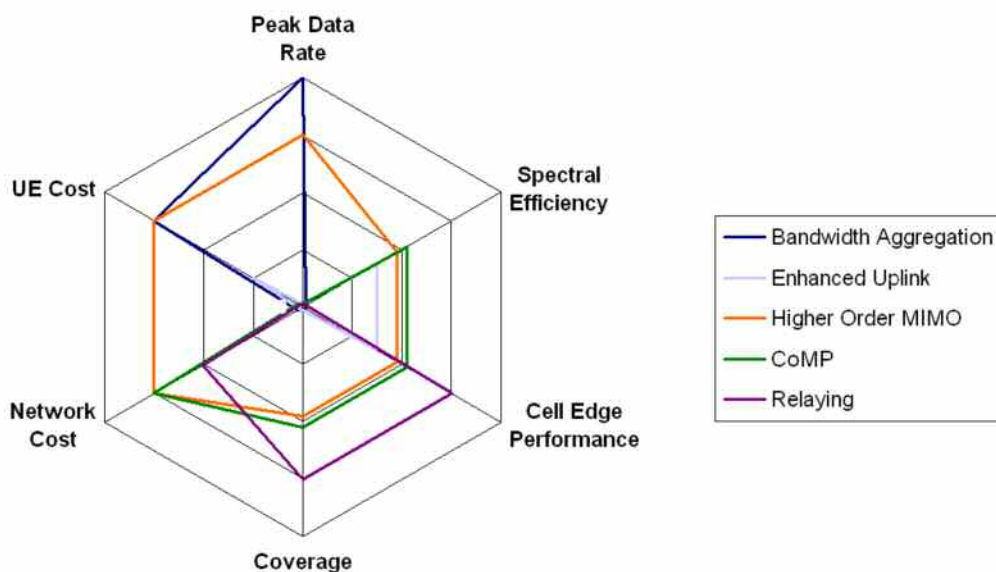 Peak Data
Rate
UE Cost
Spectral
Efficiency
Bandwidth Aggregation
Enhanced Uplink
Higher Order MIMO
CoMP
Relaying
Network
Cost
Cell Edge
Performance
Coverage